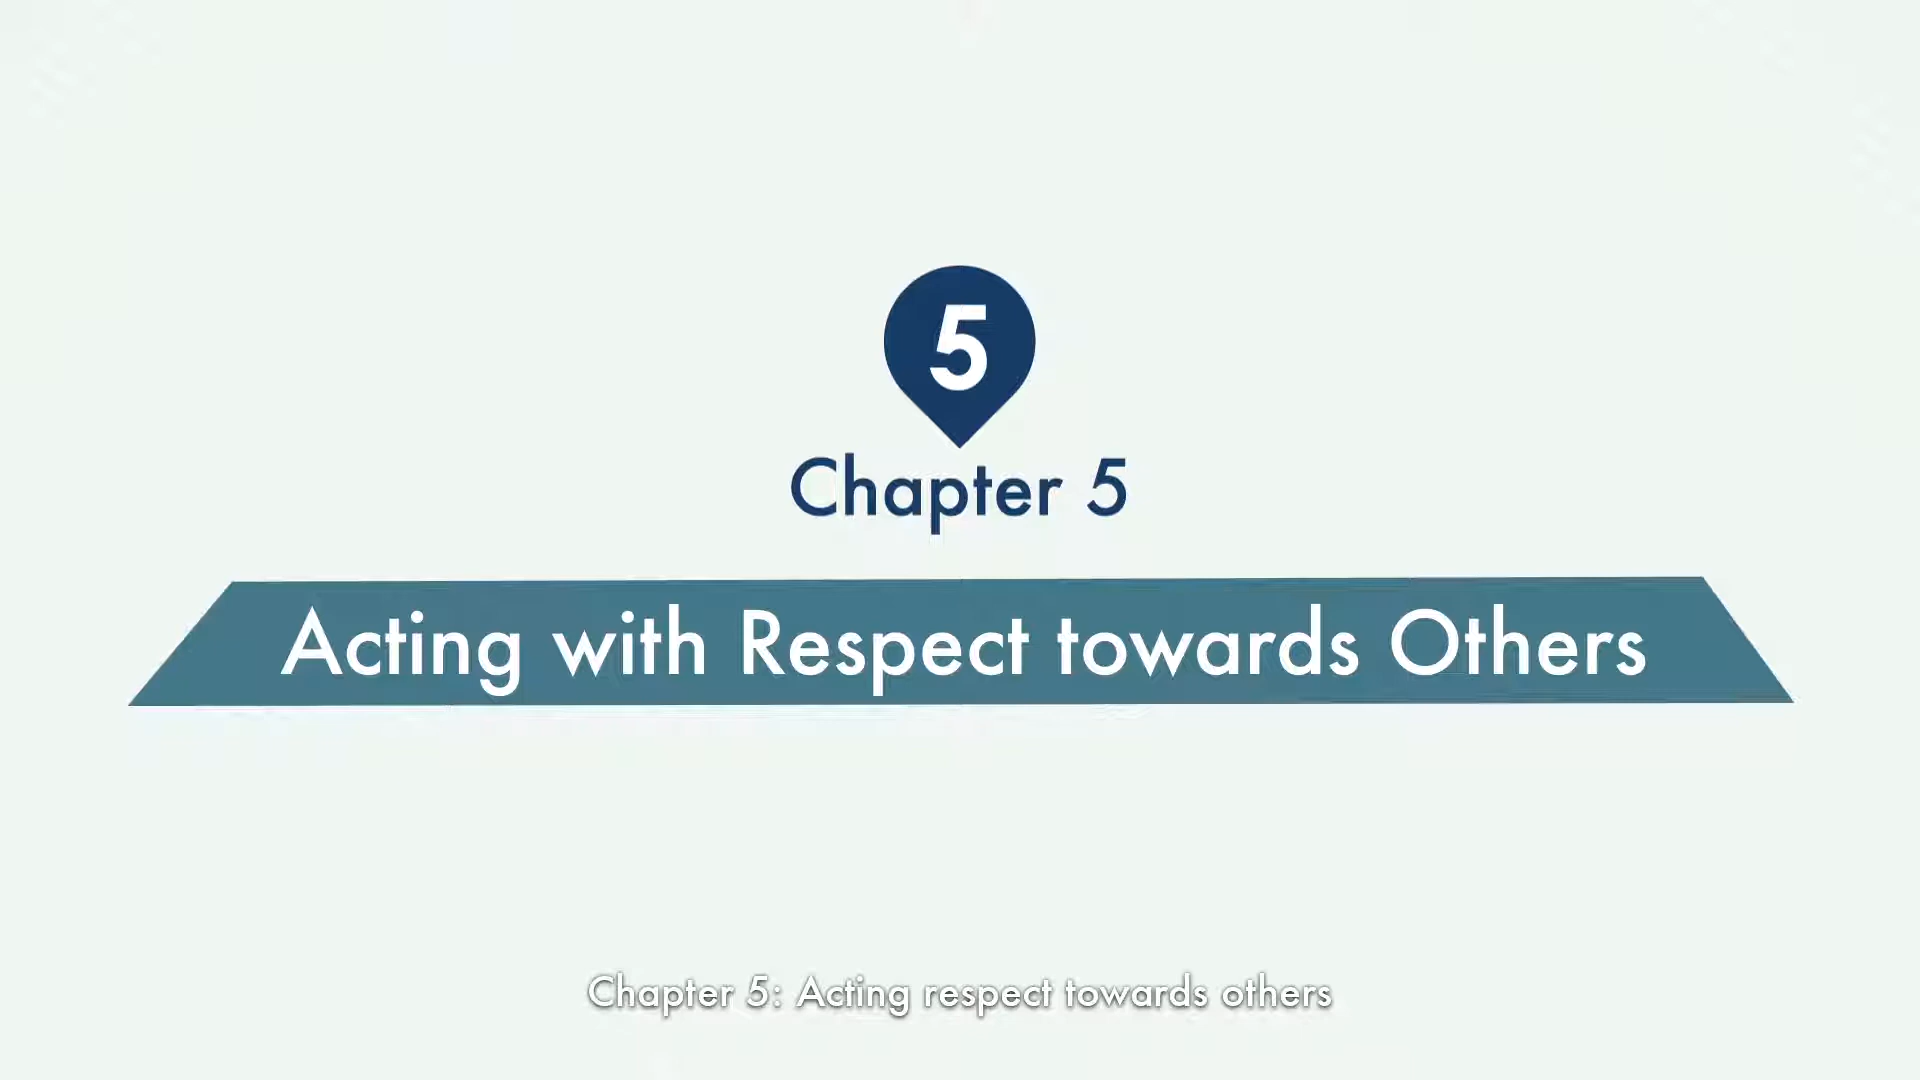 5
Chapter 5
Acting with Respect towards Others
Chapter 5: Acting respect towards others